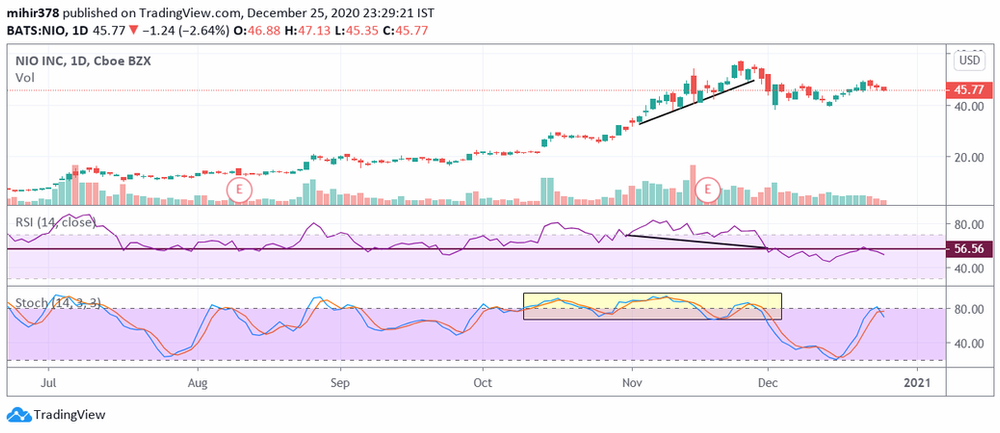 mihir378 published on TradingView.com, December 25, 2020 23:29:21 IST
BATS:NIO, 1D 45.77 ▼ −1.24 (−2.64%) O:46.88 H:47.13 L:45.35 C:45.77
NIO INC, 1D, Cboe BZX
USD
Vol
45.77
40.00
20.00
E
E
RSI (14, close)
80.00
56.56
40.00
Stoch (14, 3, 3)
80.00
40.00
Jul Aug Sep Oct Nov Dec 2021
TradingView